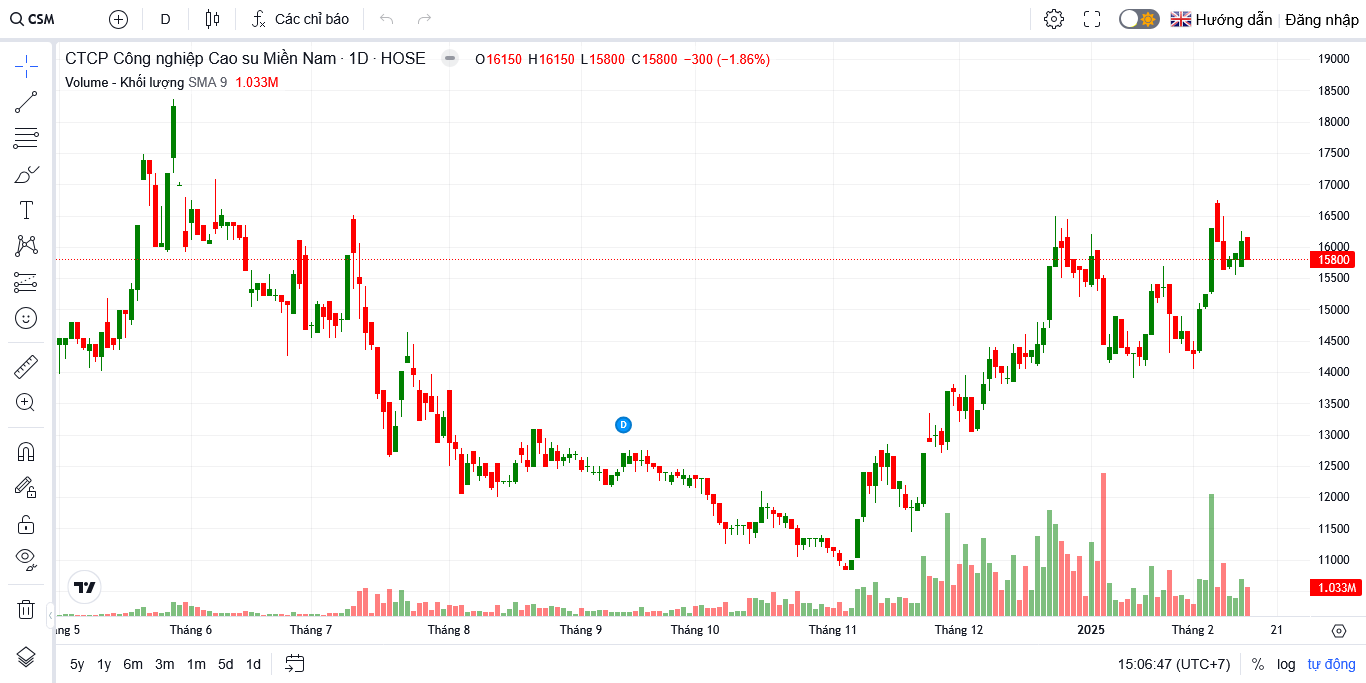 CSM D Các chỉ báo Hướng dẫn Đăng nhập
CTCP Công nghiệp Cao su Miền Nam · 1D · HOSE O16150 H16150 L15800 C15800 −300 (−1.86%)
Volume - Khối lượng SMA 9 1.033M
19000
18500
18000
17500
17000
16500
16000
15800
15500
15000
14500
14000
13500
13000
D
12500
12000
11500
11000
1.033M
ng 5 Tháng 6 Tháng 7 Tháng 8 Tháng 9 Tháng 10 Tháng 11 Tháng 12 2025 Tháng 2 21
5y 1y 6m 3m 1m 5d 1d 15:06:47 (UTC+7) % log tự động